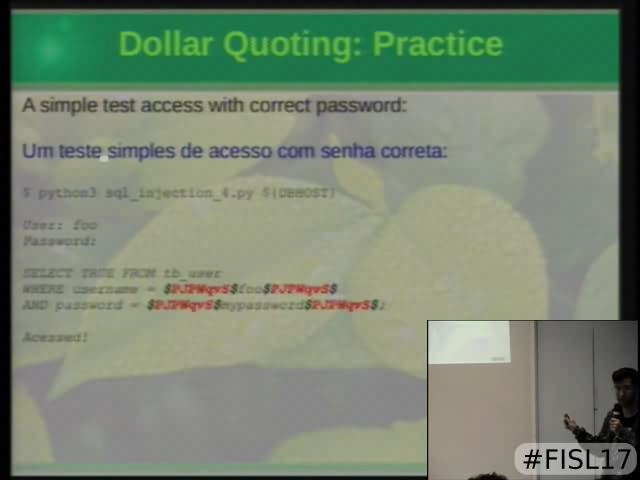 Dollar Quoting: Practice
A simple test access with correct password:
Um teste simples de acesso com senha correta:
$ python3 sql_injection_4.py ${DBHOST}
User: foo
Password:
SELECT TRUE FROM tb_user
WHERE username = $PJPWqvS$foo$PJPWqvS$
AND password = $PJPWqvS$mypassword$PJPWqvS$;
Acessed!
#FISL17